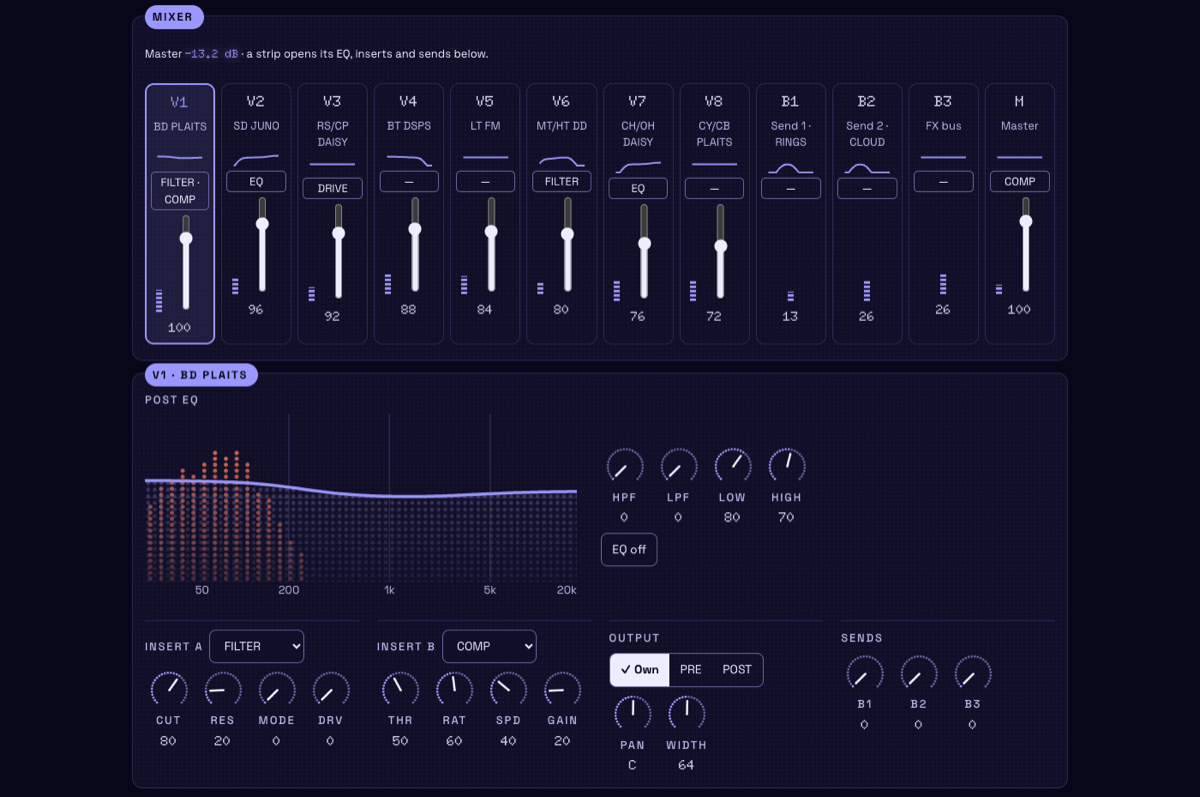 MIXER
Master -13.2 dB · a strip opens its EQ, inserts and sends below.
V1 V2 V3 V4 V5 V6 V7 V8 B1 B2 B3 M
BD PLAITS SD JUNO RS/CP BT DSPS LT FM MT/HT DD CH/OH CY/CB Send 1 · Send 2 · FX bus Master
DAISY DAISY PLAITS RINGS CLOUD
FILTER · EQ DRIVE — — FILTER EQ — — — — COMP
COMP
100 96 92 88 84 80 76 72 13 26 26 100
V1 · BD PLAITS
POST EQ
HPF LPF LOW HIGH
0 0 80 70
EQ off
50 200 1k 5k 20k
INSERT A FILTER
CUT RES MODE DRV
80 20 0 0
INSERT B COMP
THR RAT SPD GAIN
50 60 40 20
OUTPUT
✓ Own PRE POST
PAN WIDTH
C 64
SENDS
B1 B2 B3
0 0 0